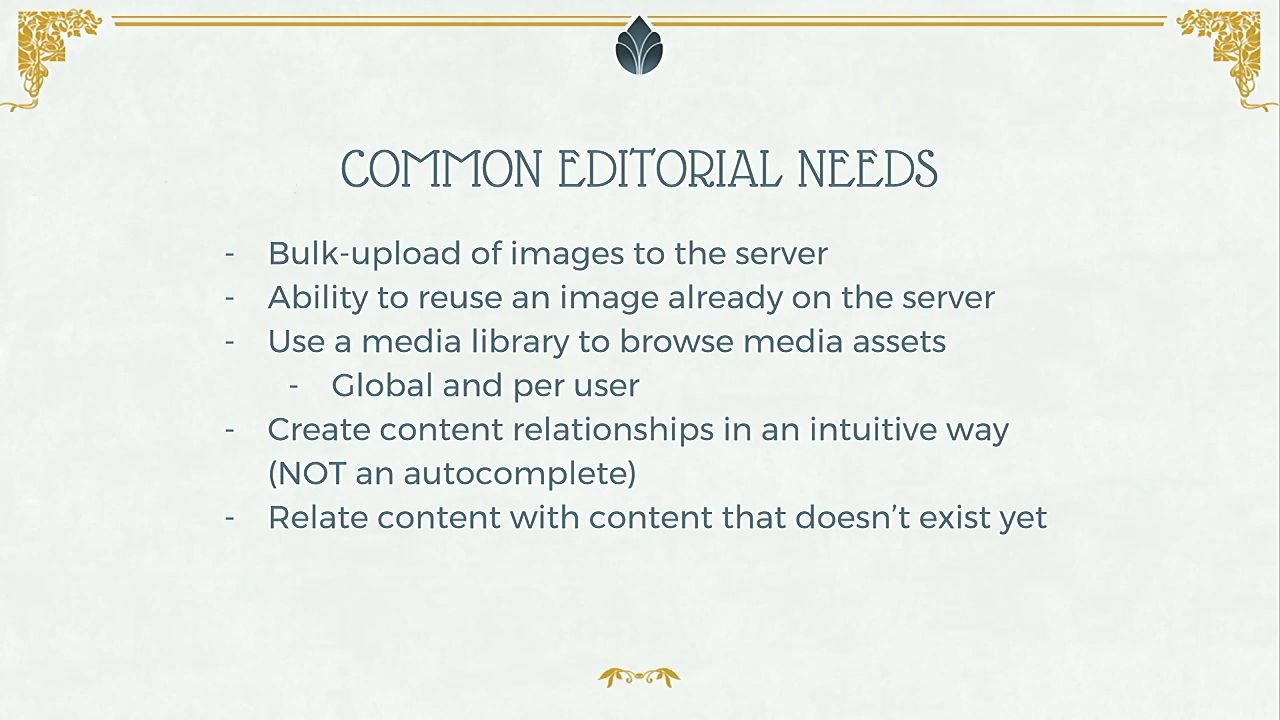 COMMON EDITORIAL NEEDS
- Bulk-upload of images to the server
- Ability to reuse an image already on the server
- Use a media library to browse media assets
- Global and per user
- Create content relationships in an intuitive way
(NOT an autocomplete)
- Relate content with content that doesn’t exist yet